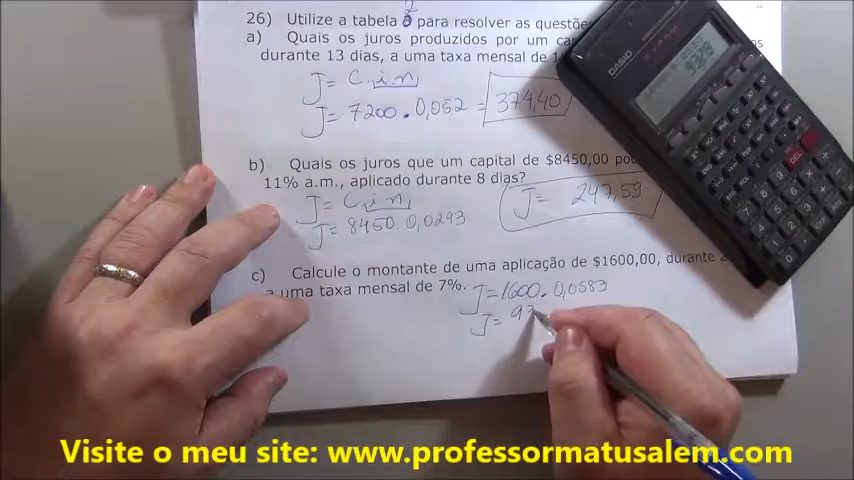 26) Utilize a tabela 2 para resolver as questões
a) Quais os juros produzidos por um
durante 13 dias, a uma taxa mensal de
J= C.i.n
J= 7200.0,052 = 374,40
b) Quais os juros que um capital de $8450,00
11% a.m., aplicado durante 8 dias?
J= C.i.n
J= 8450.0,0293
J= 247,59
c) Calcule o montante de uma aplicação de $1600,00, durante
a uma taxa mensal de 7%.
J=1600.0,0583
J= 93
CASIO
Visite o meu site: www.professormatusalem.com